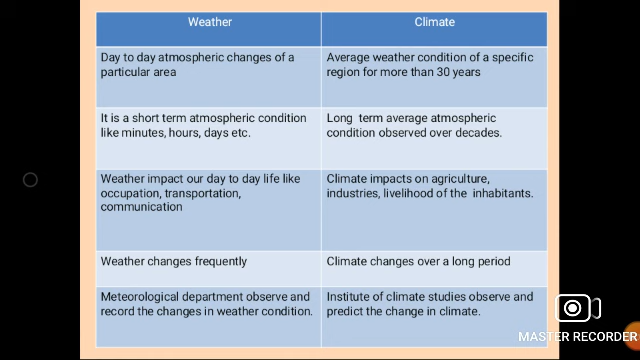 Weather Climate
Day to day atmospheric changes of a
particular area
Average weather condition of a specific
region for more than 30 years
It is a short term atmospheric condition
like minutes, hours, days etc.
Long term average atmospheric
condition observed over decades.
Weather impact our day to day life like
occupation, transportation,
communication
Climate impacts on agriculture,
industries, livelihood of the inhabitants.
Weather changes frequently
Climate changes over a long period
Meteorological department observe and
record the changes in weather condition.
Institute of climate studies observe and
predict the change in climate.
MASTER RECORDER